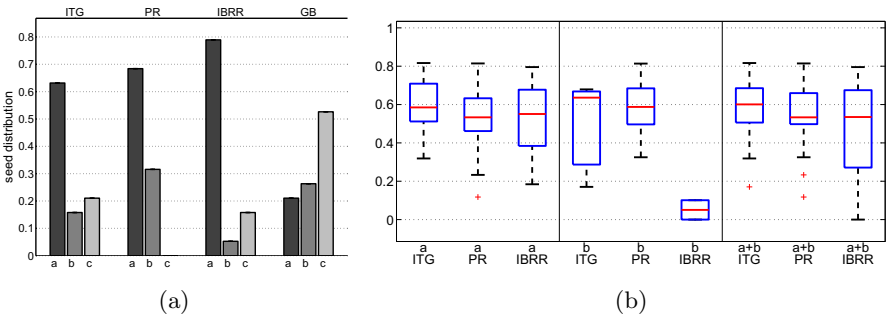 ITG PR IBRR GB
seed distribution
0.8
0.7
0.6
0.5
0.4
0.3
0.2
0.1
0
a b c a b c a b c a b c
(a)
1
0.8
0.6
0.4
0.2
0
a a a b b b a+b a+b a+b
ITG PR IBRR ITG PR IBRR ITG PR IBRR
(b)